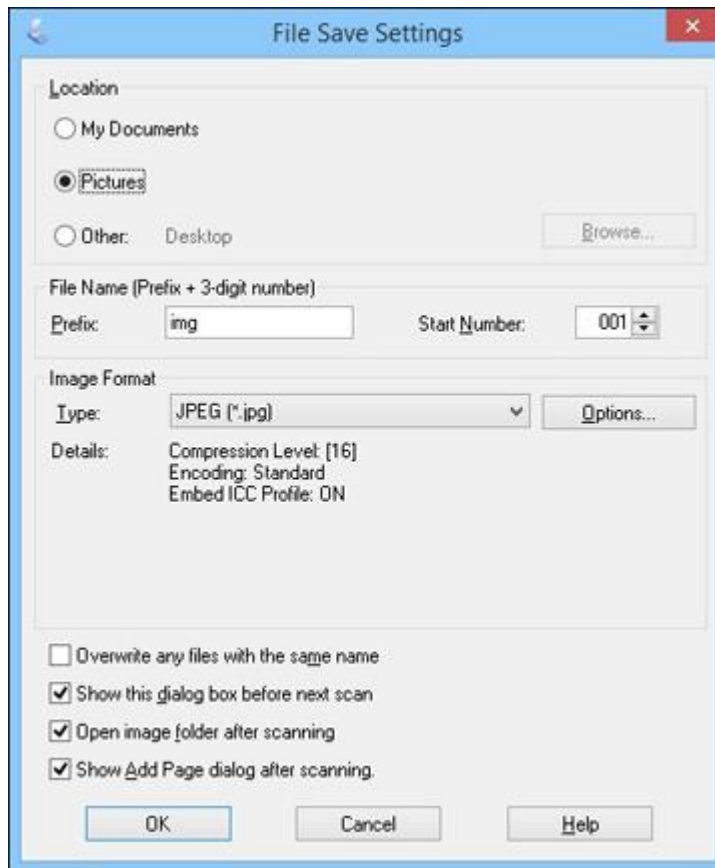 File Save Settings
Location
My Documents
Pictures
Other: Desktop Browse...
File Name (Prefix + 3-digit number)
Prefix: img Start Number: 001
Image Format
Type: JPEG (*.jpg) Options...
Details: Compression Level: [16]
Encoding: Standard
Embed ICC Profile: ON
Overwrite any files with the same name
Show this dialog box before next scan
Open image folder after scanning
Show Add Page dialog after scanning.
OK Cancel Help